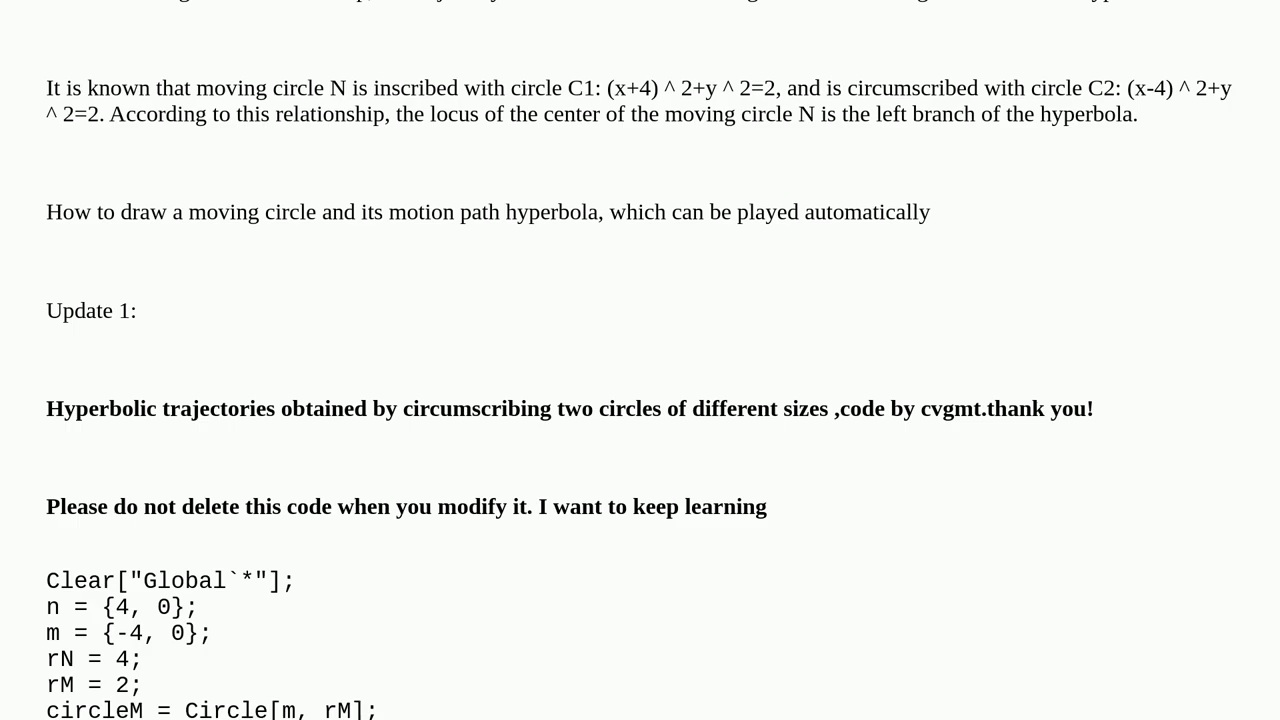 It is known that moving circle N is inscribed with circle C1: (x+4) ^ 2+y ^ 2=2, and is circumscribed with circle C2: (x-4) ^ 2+y
^ 2=2. According to this relationship, the locus of the center of the moving circle N is the left branch of the hyperbola.
How to draw a moving circle and its motion path hyperbola, which can be played automatically
Update 1:
Hyperbolic trajectories obtained by circumscribing two circles of different sizes ,code by cvgmt.thank you!
Please do not delete this code when you modify it. I want to keep learning
Clear["Global`*"];
n = {4, 0};
m = {-4, 0};
rN = 4;
rM = 2;
circleM = Circle[m, rM];